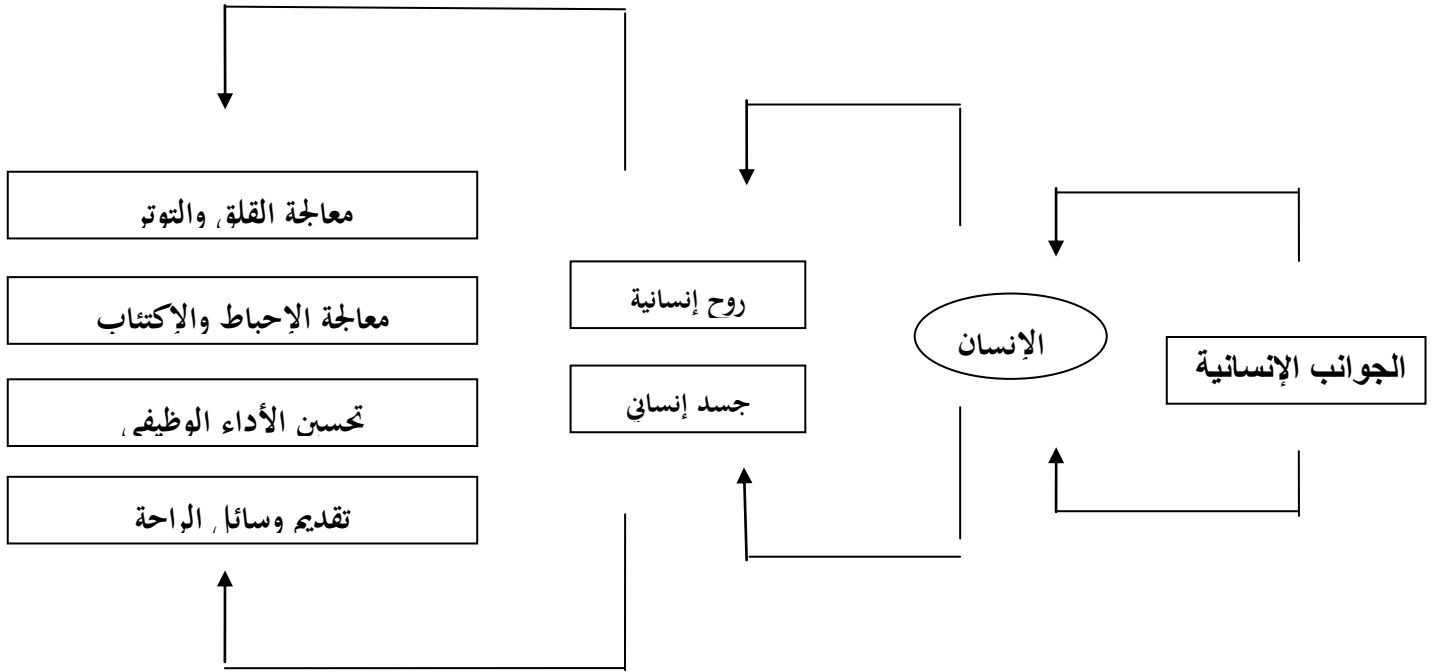 الجوانب الإنسانية
الإنسان
روح إنسانية
جسد إنساني
معالجة القلق والتوتر
معالجة الإحباط والإكتئاب
تحسين الأداء الوظيفي
تقديم وسائل الراحة